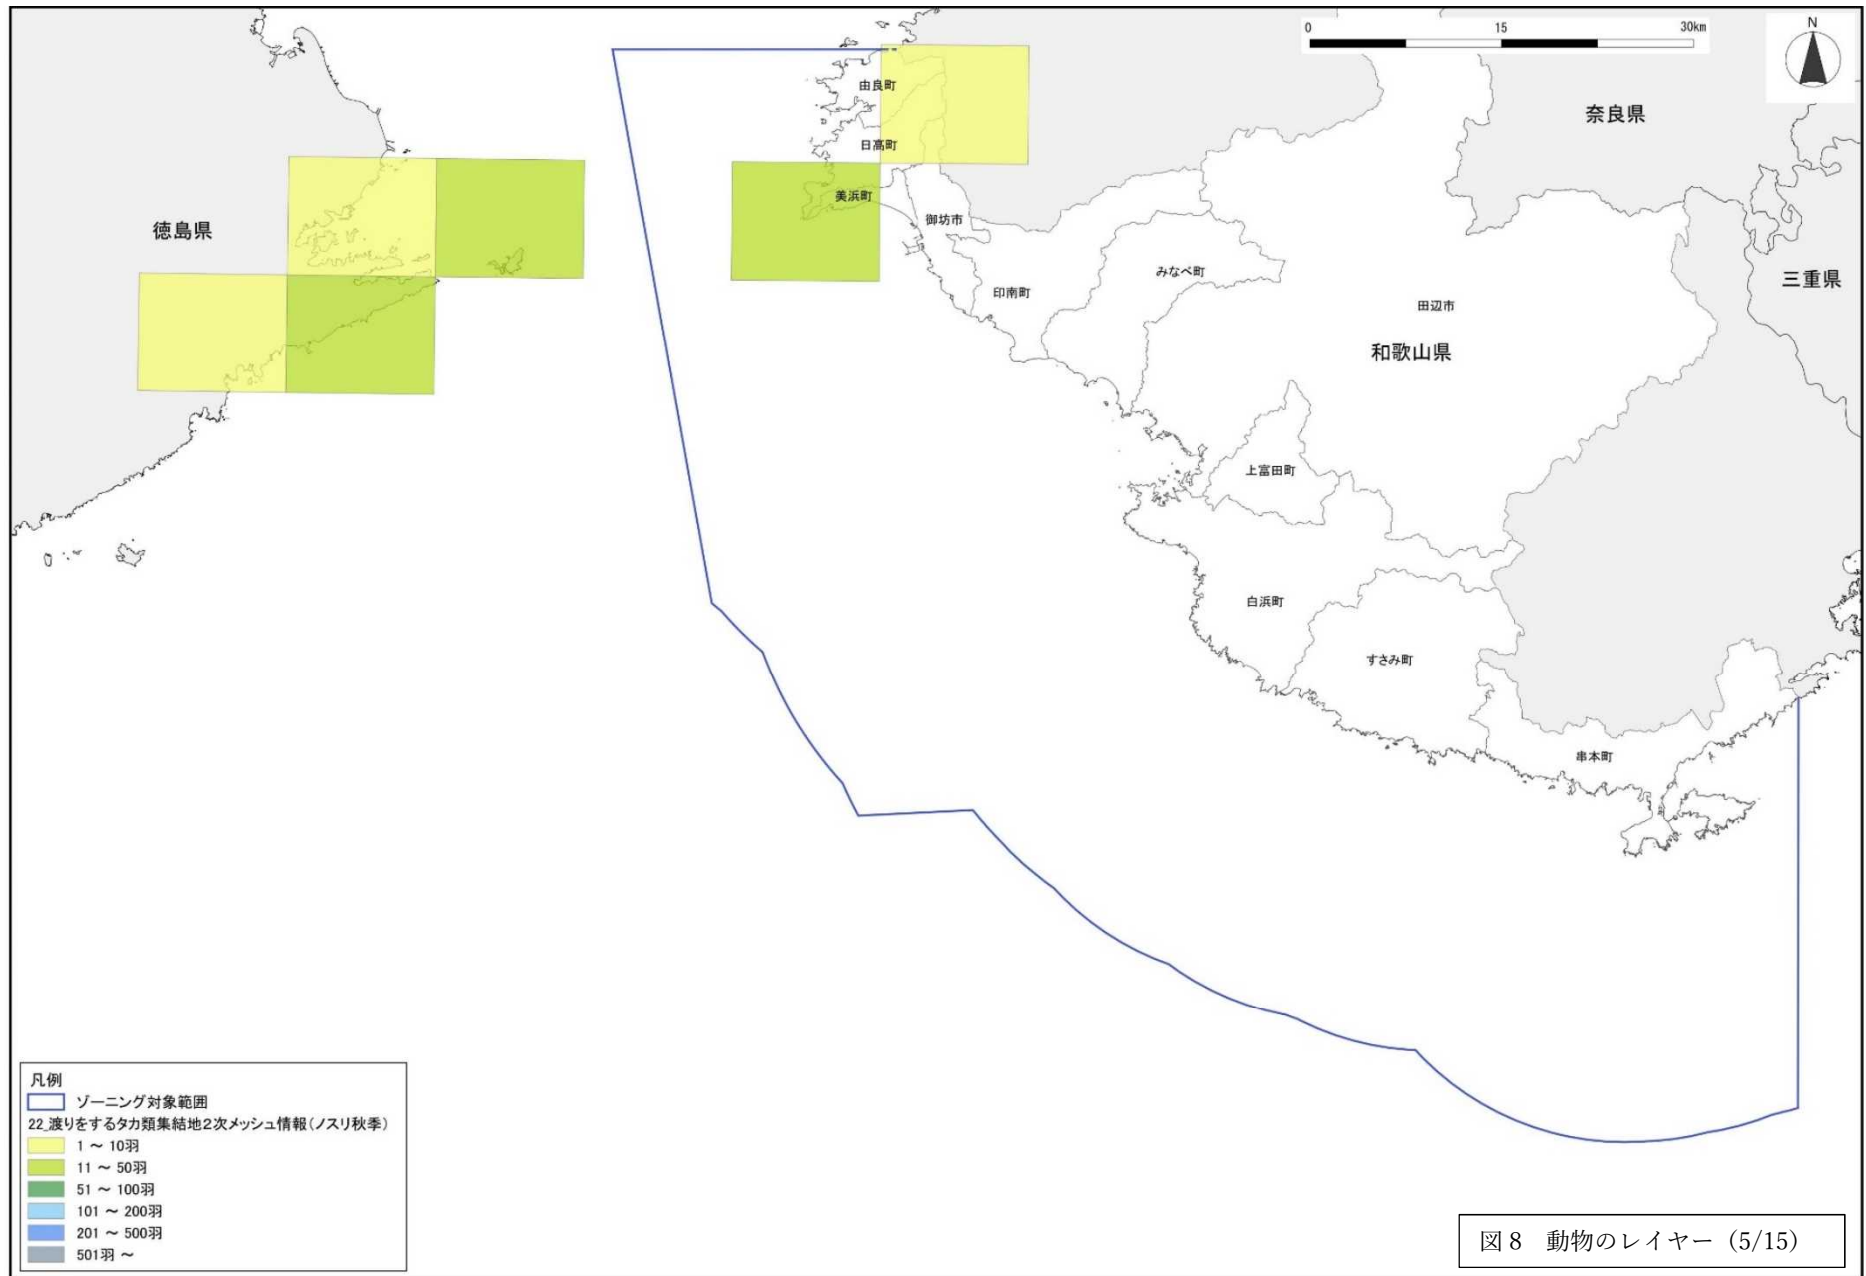 0 15 30km
N
由良町
奈良県
日高町
美浜町
御坊市
徳島県
みなべ町
三重県
印南町
田辺市
和歌山県
上富田町
白浜町
すさみ町
串本町
凡例
ゾーニング対象範囲
22_渡りをするタカ類集結地2次メッシュ情報(ノスリ秋季)
1 ～ 10羽
11 ～ 50羽
51 ～ 100羽
101 ～ 200羽
201 ～ 500羽
501羽 ～
図8 動物のレイヤー（5/15）